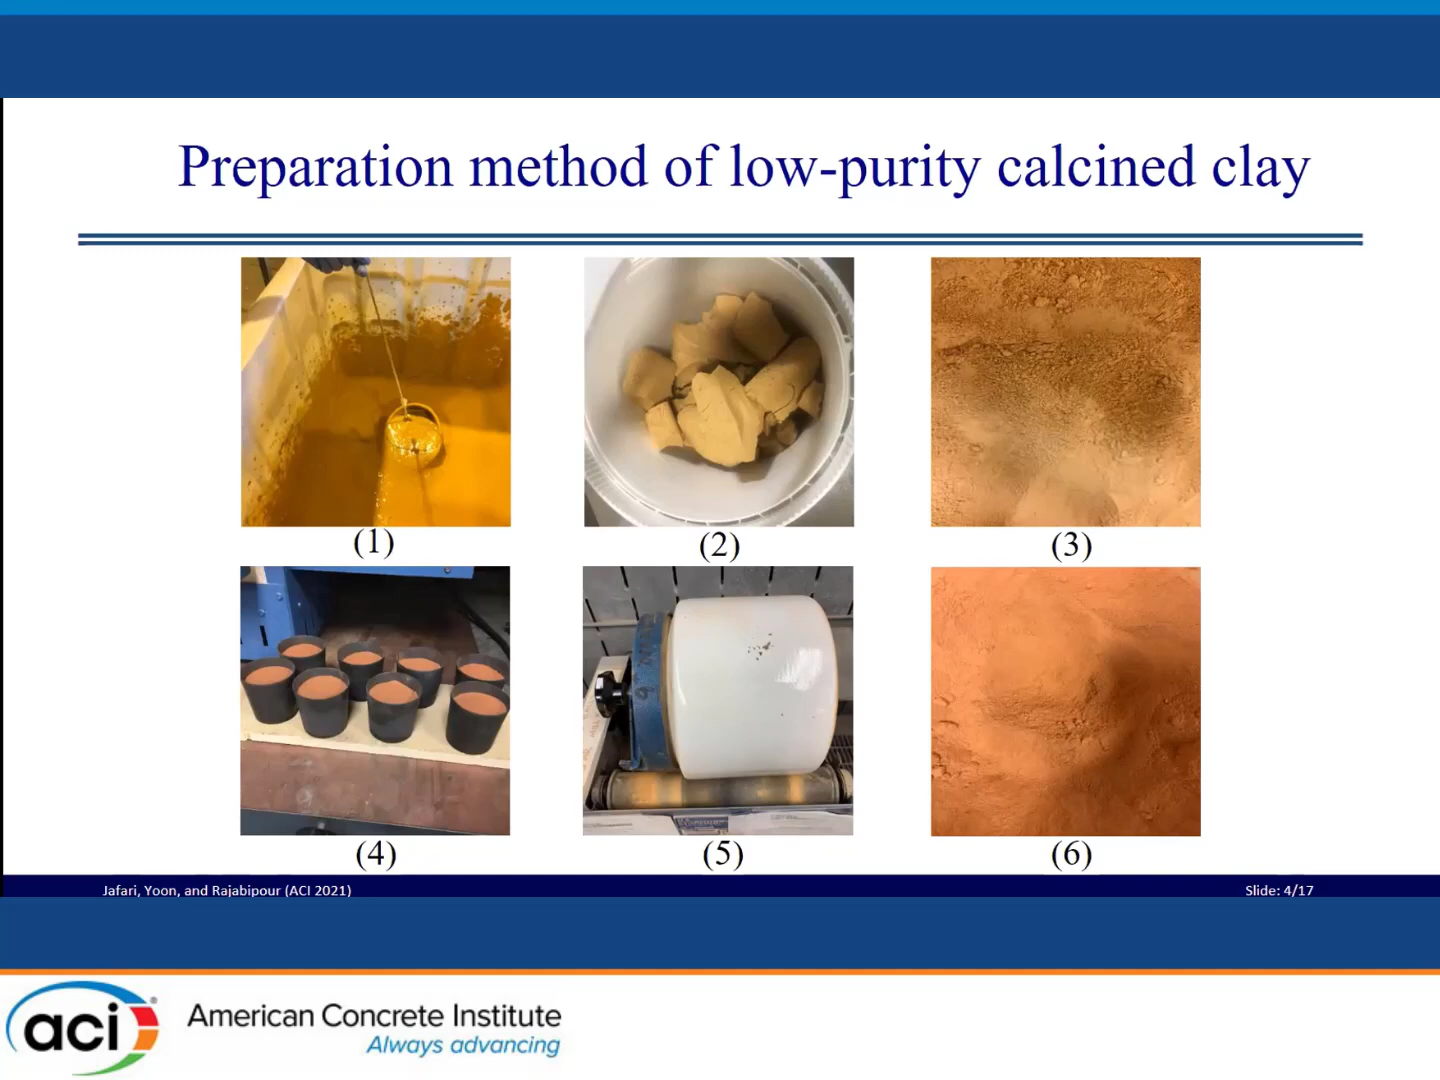 Preparation method of low-purity calcined clay
(1)
(2)
(3)
(4)
(5)
(6)
Jafari, Yoon, and Rajabipour (ACI 2021)
Slide: 4/17
aci®
American Concrete Institute
Always advancing